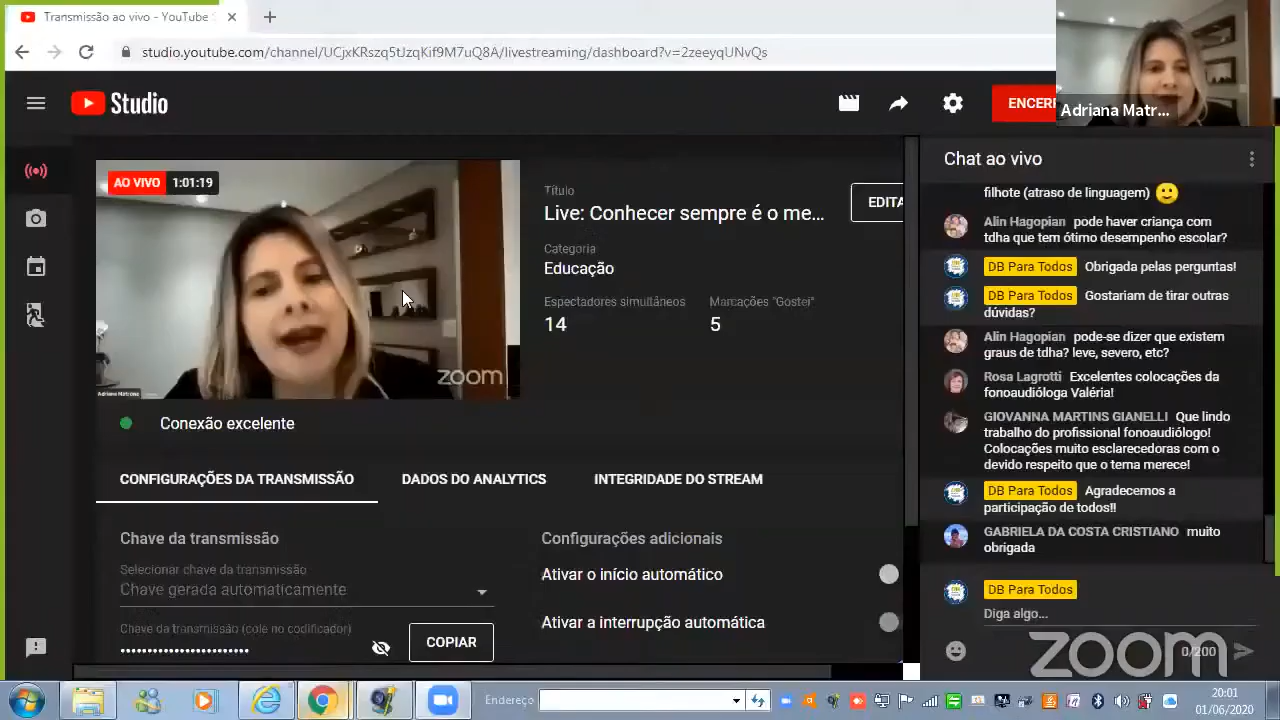 Transmissão ao vivo - YouTube S
studio.youtube.com/channel/UCjxKRszq5tJzqKif9M7uQ8A/livestreaming/dashboard?v=2zeeyqUNvQs
Adriana Matr...
Studio
ENCERR
AO VIVO 1:01:19
zoom
Adriana Matrona
Título
Live: Conhecer sempre é o me...
EDITA
Categoria
Educação
Espectadores simultâneos
14
Marcações "Gostei"
5
Conexão excelente
CONFIGURAÇÕES DA TRANSMISSÃO
DADOS DO ANALYTICS
INTEGRIDADE DO STREAM
Chave da transmissão
Selecionar chave da transmissão
Chave gerada automaticamente
Chave da transmissão (cole no codificador)
••••••••••••••••••••••••
COPIAR
Configurações adicionais
Ativar o início automático
Ativar a interrupção automática
Chat ao vivo
filhote (atraso de linguagem)
Alin Hagopian pode haver criança com
tdha que tem ótimo desempenho escolar?
DB Para Todos Obrigada pelas perguntas!
DB Para Todos Gostariam de tirar outras
dúvidas?
Alin Hagopian pode-se dizer que existem
graus de tdha? leve, severo, etc?
Rosa Lagrotti Excelentes colocações da
fonoaudióloga Valéria!
GIOVANNA MARTINS GIANELLI Que lindo
trabalho do profissional fonoaudiólogo!
Colocações muito esclarecedoras com o
devido respeito que o tema merece!
DB Para Todos Agradecemos a
participação de todos!!
GABRIELA DA COSTA CRISTIANO muito
obrigada
DB Para Todos
Diga algo...
0/200
zoom
Endereço
20:01
01/06/2020